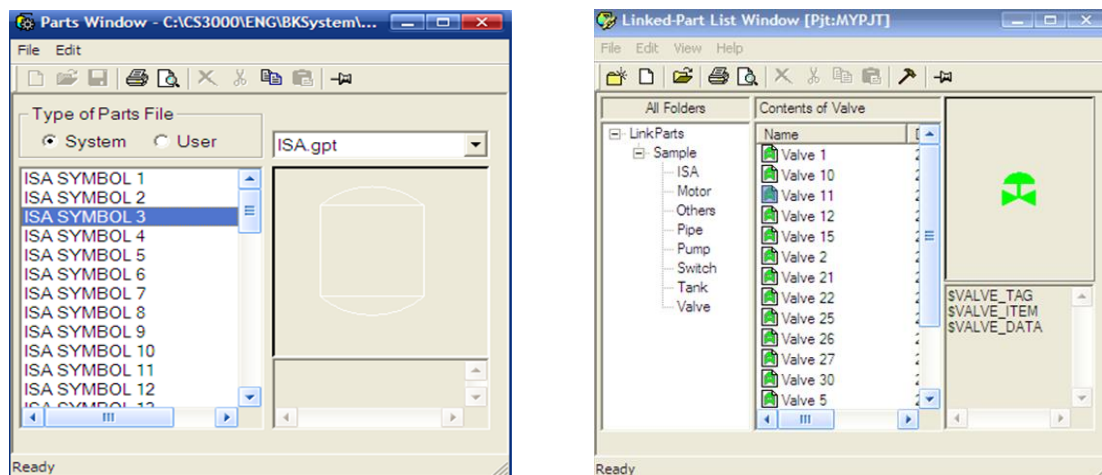 Parts Window - C:\CS3000\ENG\BKSystem\...
File Edit
Type of Parts File
System User
ISA.gpt
ISA SYMBOL 1
ISA SYMBOL 2
ISA SYMBOL 3
ISA SYMBOL 4
ISA SYMBOL 5
ISA SYMBOL 6
ISA SYMBOL 7
ISA SYMBOL 8
ISA SYMBOL 9
ISA SYMBOL 10
ISA SYMBOL 11
ISA SYMBOL 12
Ready
Linked-Part List Window [Pjt:MYPJT]
File Edit View Help
All Folders
LinkParts
Sample
ISA
Motor
Others
Pipe
Pump
Switch
Tank
Valve
Contents of Valve
Name
Valve 1
Valve 10
Valve 11
Valve 12
Valve 15
Valve 2
Valve 21
Valve 22
Valve 25
Valve 26
Valve 27
Valve 30
Valve 5
$VALVE_TAG
$VALVE_ITEM
$VALVE_DATA
Ready